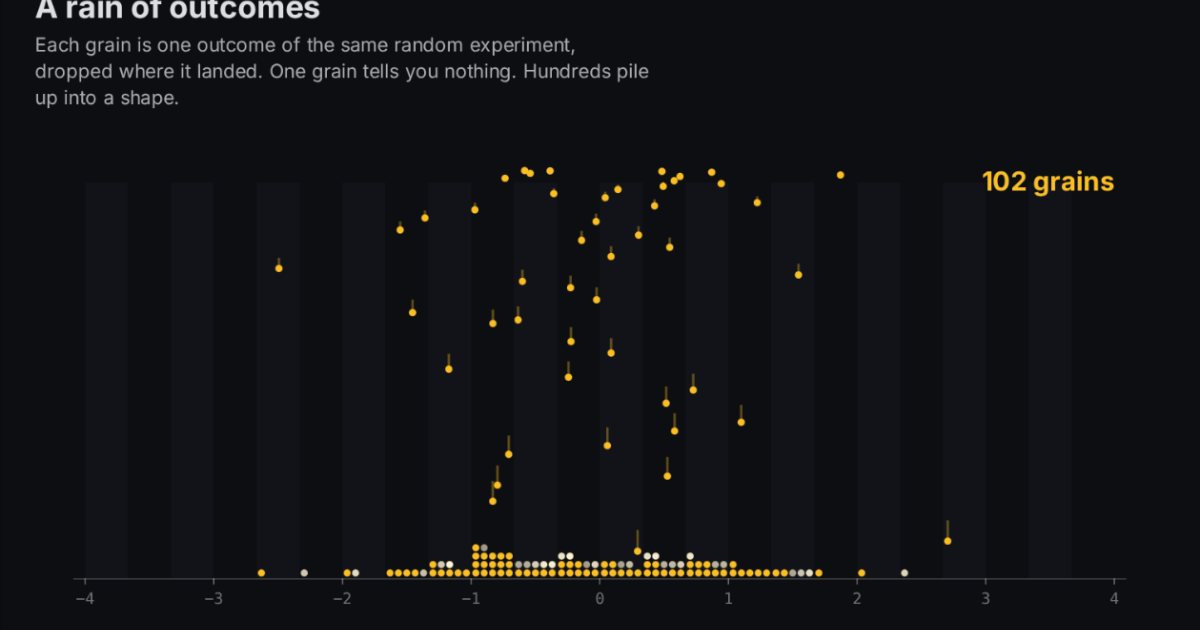 A rain of outcomes
Each grain is one outcome of the same random experiment,
dropped where it landed. One grain tells you nothing. Hundreds pile
up into a shape.
102 grains
−4 −3 −2 −1 0 1 2 3 4